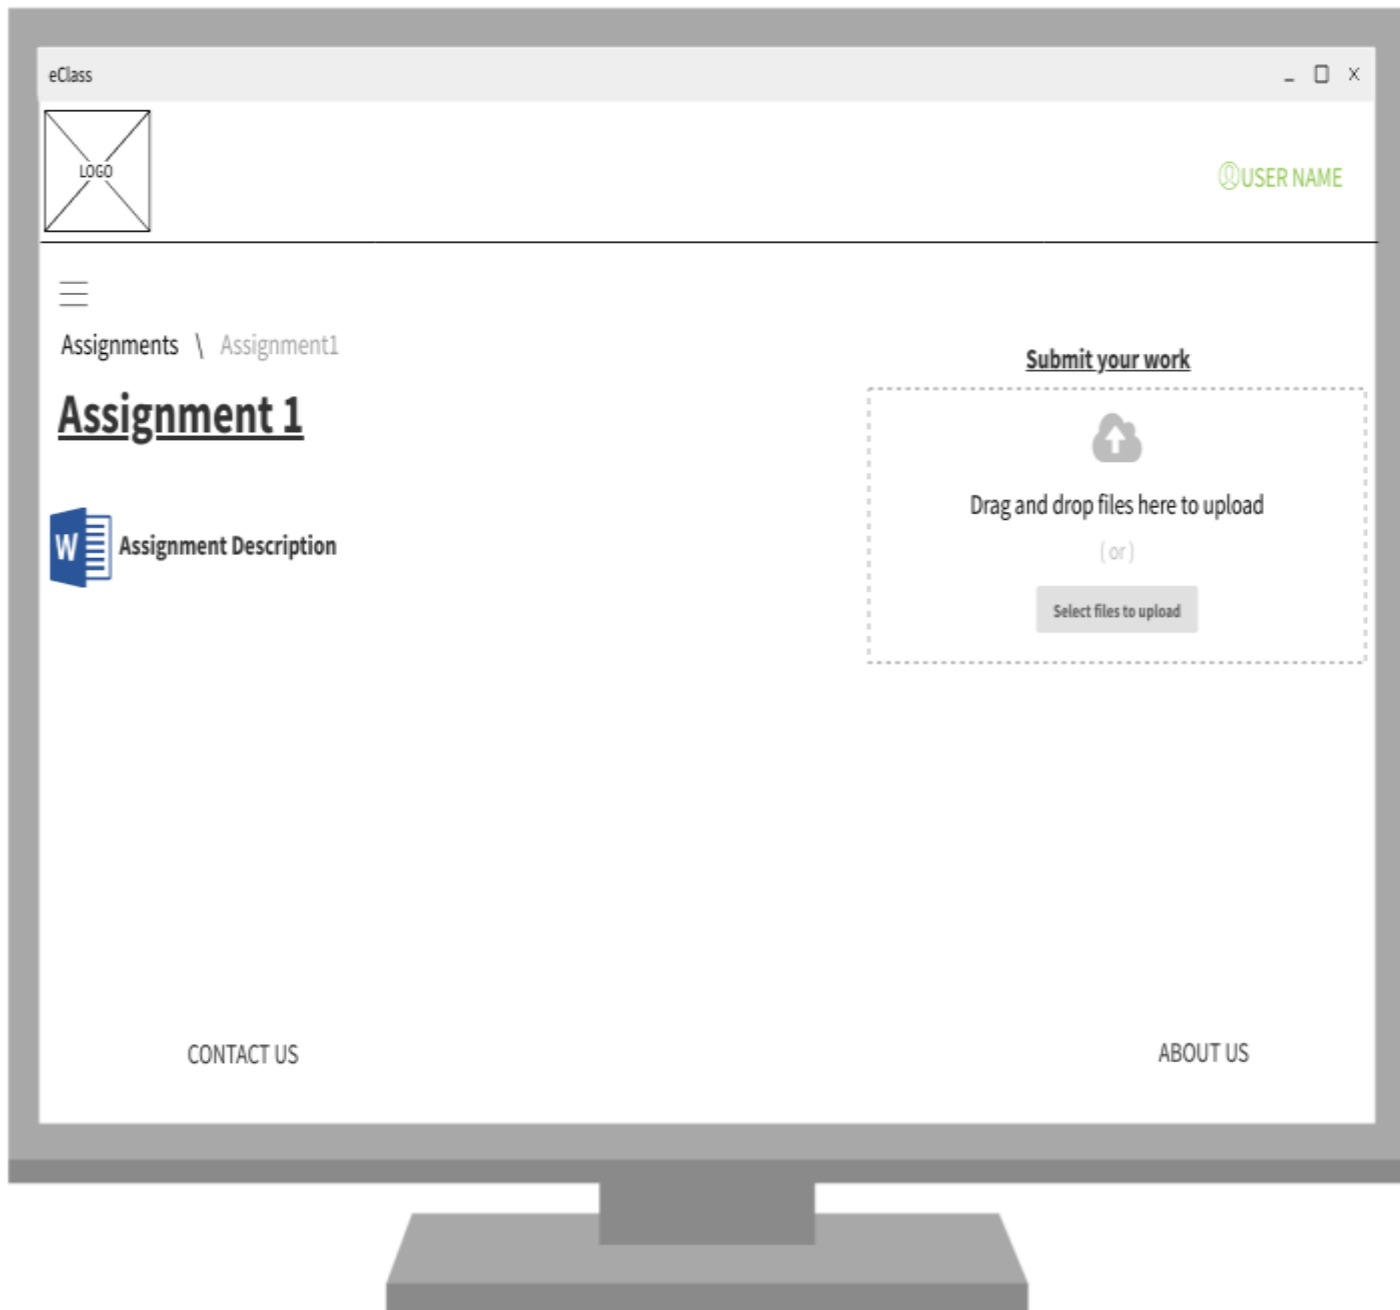 eClass
LOGO
USER NAME
Assignments \ Assignment1
Assignment 1
W
Assignment Description
Submit your work
Drag and drop files here to upload
( or )
Select files to upload
CONTACT US
ABOUT US